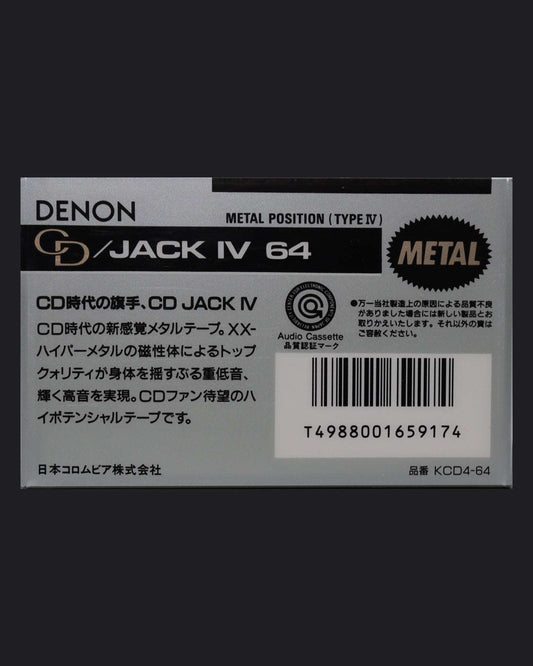 DENON
METAL POSITION (TYPE Ⅳ)
CD/JACK Ⅳ 64
METAL
CD時代の旗手、CD JACK Ⅳ
CD時代の新感覚メタルテープ。XX-
ハイパーメタルの磁性体によるトップ
クォリティが身体を揺すぶる重低音、
輝く高音を実現。CDファン待望のハ
イポテンシャルテープです。
日本コロムビア株式会社
Audio Cassette
品質認証マーク
●万一当社製造上の原因による品質不良
がありました場合には新しい製品とお
取りかえいたします。それ以外の責は
ご容赦ください。
T4988001659174
品番 KCD4-64